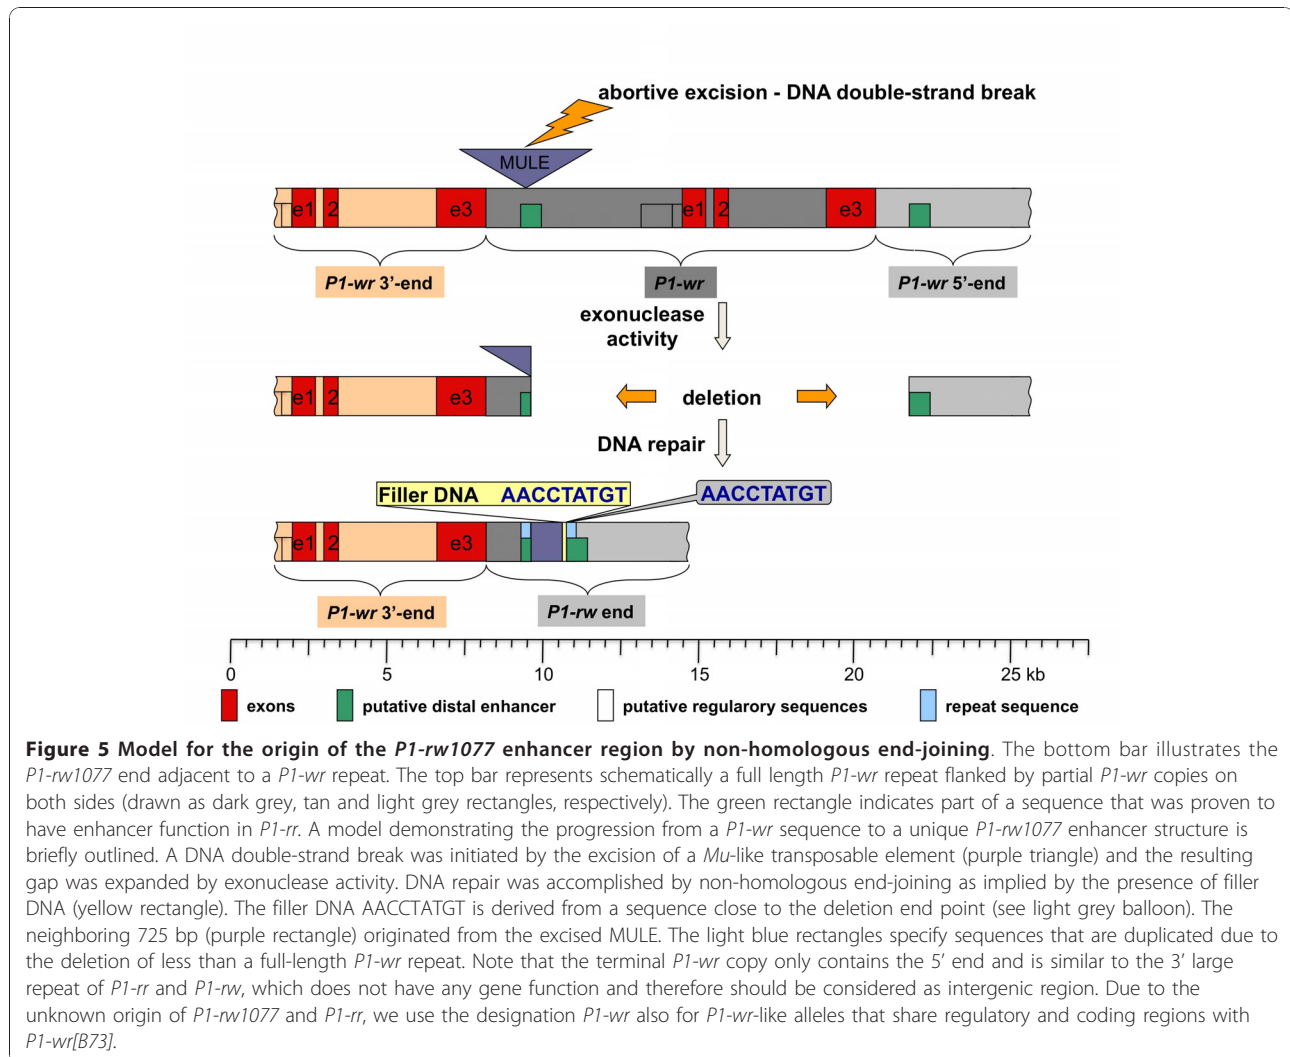 abortive excision - DNA double-strand break
MULE
e1 2 e3 e1 2 e3
P1-wr 3’-end P1-wr P1-wr 5’-end
exonuclease
activity
e1 2 e3 deletion
DNA repair
Filler DNA AACCTATGT AACCTATGT
e1 2 e3
P1-wr 3’-end P1-rw end
0 5 10 15 20 25 kb
exons putative distal enhancer putative regularory sequences repeat sequence
Figure 5 Model for the origin of the P1-rw1077 enhancer region by non-homologous end-joining. The bottom bar illustrates the
P1-rw1077 end adjacent to a P1-wr repeat. The top bar represents schematically a full length P1-wr repeat flanked by partial P1-wr copies on
both sides (drawn as dark grey, tan and light grey rectangles, respectively). The green rectangle indicates part of a sequence that was proven to
have enhancer function in P1-rr. A model demonstrating the progression from a P1-wr sequence to a unique P1-rw1077 enhancer structure is
briefly outlined. A DNA double-strand break was initiated by the excision of a Mu-like transposable element (purple triangle) and the resulting
gap was expanded by exonuclease activity. DNA repair was accomplished by non-homologous end-joining as implied by the presence of filler
DNA (yellow rectangle). The filler DNA AACCTATGT is derived from a sequence close to the deletion end point (see light grey balloon). The
neighboring 725 bp (purple rectangle) originated from the excised MULE. The light blue rectangles specify sequences that are duplicated due to
the deletion of less than a full-length P1-wr repeat. Note that the terminal P1-wr copy only contains the 5’ end and is similar to the 3’ large
repeat of P1-rr and P1-rw, which does not have any gene function and therefore should be considered as intergenic region. Due to the
unknown origin of P1-rw1077 and P1-rr, we use the designation P1-wr also for P1-wr-like alleles that share regulatory and coding regions with
P1-wr[B73].